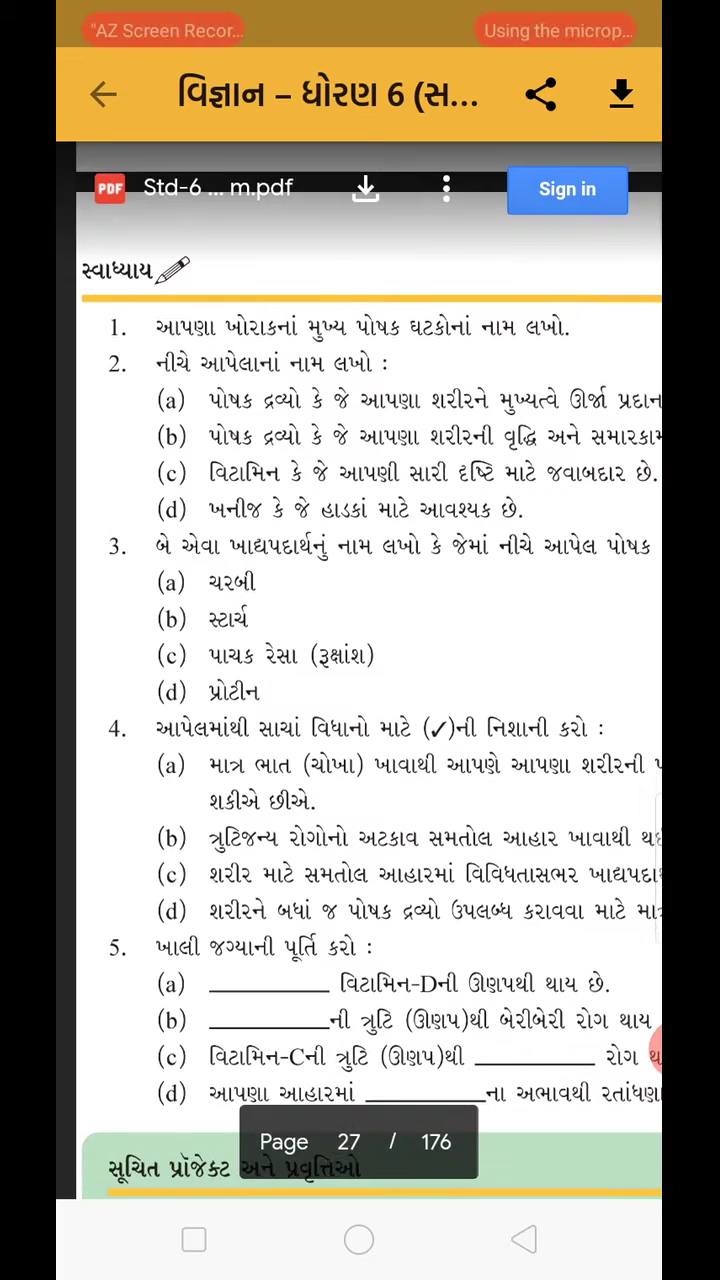 "AZ Screen Recor...
Using the microp...
વિજ્ઞાન – ધોરણ 6 (સ...
PDF Std-6 ... m.pdf
Sign in
સ્વાધ્યાય
1. આપણા ખોરાકનાં મુખ્ય પોષક ઘટકોનાં નામ લખો.
2. નીચે આપેલાનાં નામ લખો :
(a) પોષક દ્રવ્યો કે જે આપણા શરીરને મુખ્યત્વે ઊર્જા પ્રદાન
(b) પોષક દ્રવ્યો કે જે આપણા શરીરની વૃદ્ધિ અને
(c) વિટામિન કે જે આપણી સારી દૃષ્ટિ માટે જવાબદાર છે.
(d) ખનીજ કે જે હાડકાં માટે આવશ્યક છે.
3. બે એવા ખાદ્યપદાર્થનું નામ લખો કે જેમાં નીચે આપેલ પોષક
(a) ચરબી
(b) સ્ટાર્ચ
(c) પાચક રેસા (રૂક્ષાંશ)
(d) પ્રોટીન
4. આપેલમાંથી સાચાં વિધાનો માટે (✓)ની નિશાની કરો :
(a) માત્ર ભાત (ચોખા) ખાવાથી આપણે આપણા શરીરની
શકીએ છીએ.
(b) ત્રુટિજન્ય રોગોનો અટકાવ સમતોલ આહાર ખાવાથી
(c) શરીર માટે સમતોલ આહારમાં વિવિધતાસભર
(d) શરીરને બધાં જ પોષક દ્રવ્યો ઉપલબ્ધ કરાવવા માટે
5. ખાલી જગ્યાની પૂર્તિ કરો :
(a) __________ વિટામિન-Dની ઊણપથી થાય છે.
(b) __________ની ત્રુટિ (ઊણપ)થી બેરીબેરી રોગ થાય
(c) વિટામિન-Cની ત્રુટિ (ઊણપ)થી __________ રોગ
(d) આપણા આહારમાં __________ના અભાવથી
Page 27 / 176
સૂચિત પ્રૉજેક્ટ અને પ્રવૃત્તિઓ